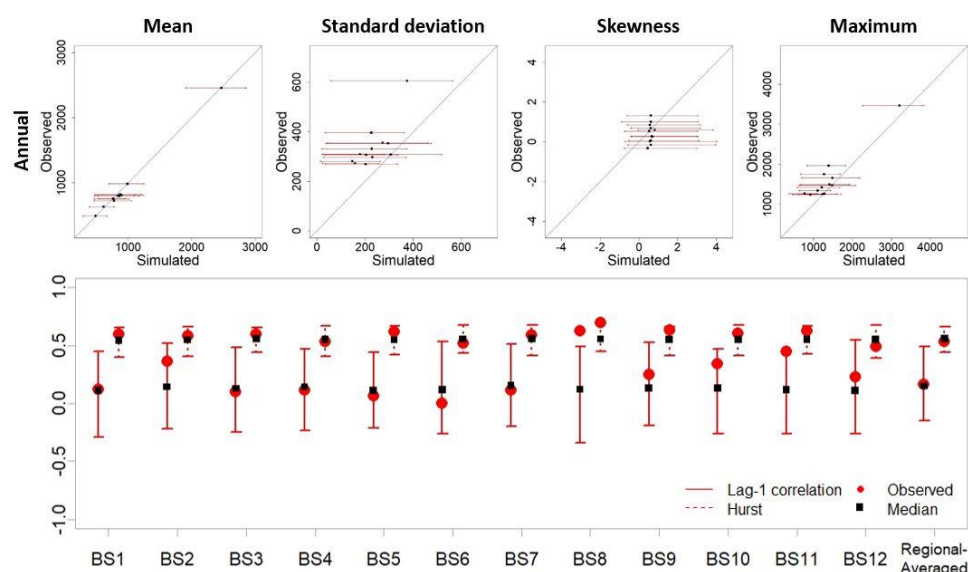 Mean
Standard deviation
Skewness
Maximum
Annual
Observed
1000
2000
3000
1000
2000
3000
Simulated
Observed
0
200
400
600
0
200
400
600
Simulated
Observed
-4
-2
0
2
4
-4
-2
0
2
4
Simulated
Observed
1000
2000
3000
4000
1000
2000
3000
4000
Simulated
1.0
0.5
0.0
-0.5
-1.0
Lag-1 correlation
Observed
Hurst
Median
BS1
BS2
BS3
BS4
BS5
BS6
BS7
BS8
BS9
BS10
BS11
BS12
Regional-
Averaged